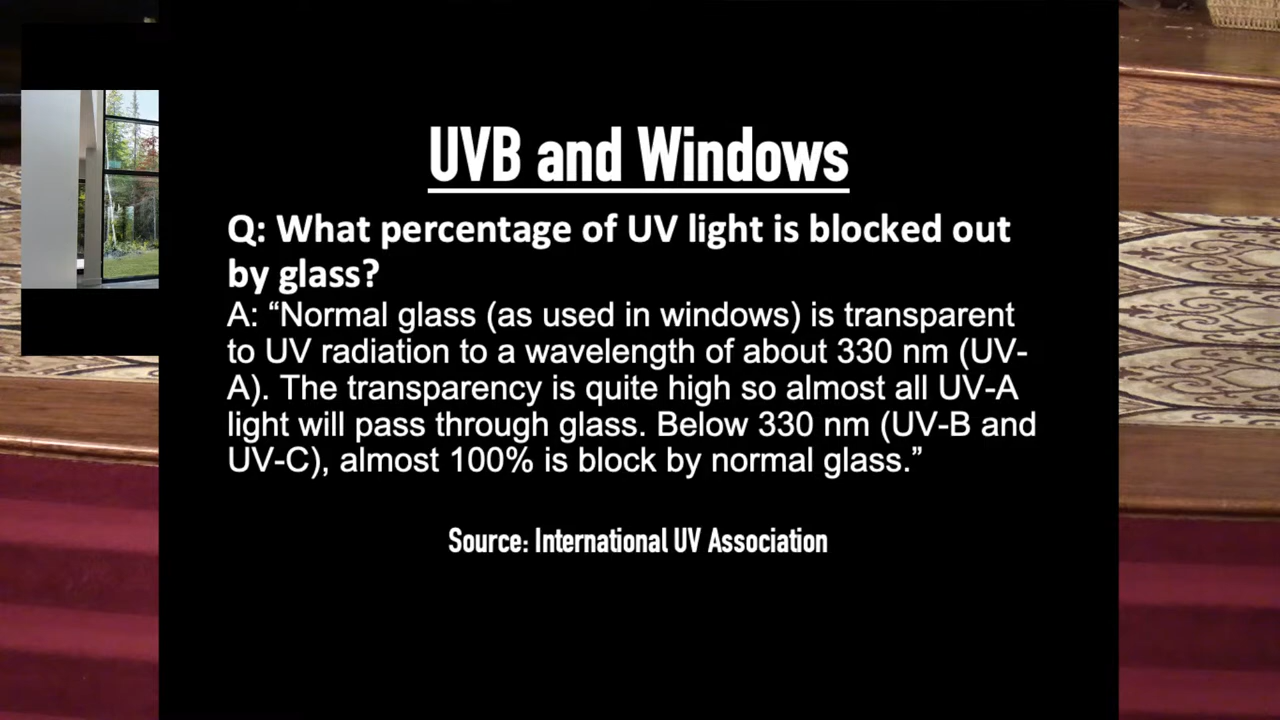 UVB and Windows
Q: What percentage of UV light is blocked out
by glass?
A: “Normal glass (as used in windows) is transparent
to UV radiation to a wavelength of about 330 nm (UV-
A). The transparency is quite high so almost all UV-A
light will pass through glass. Below 330 nm (UV-B and
UV-C), almost 100% is block by normal glass.”
Source: International UV Association